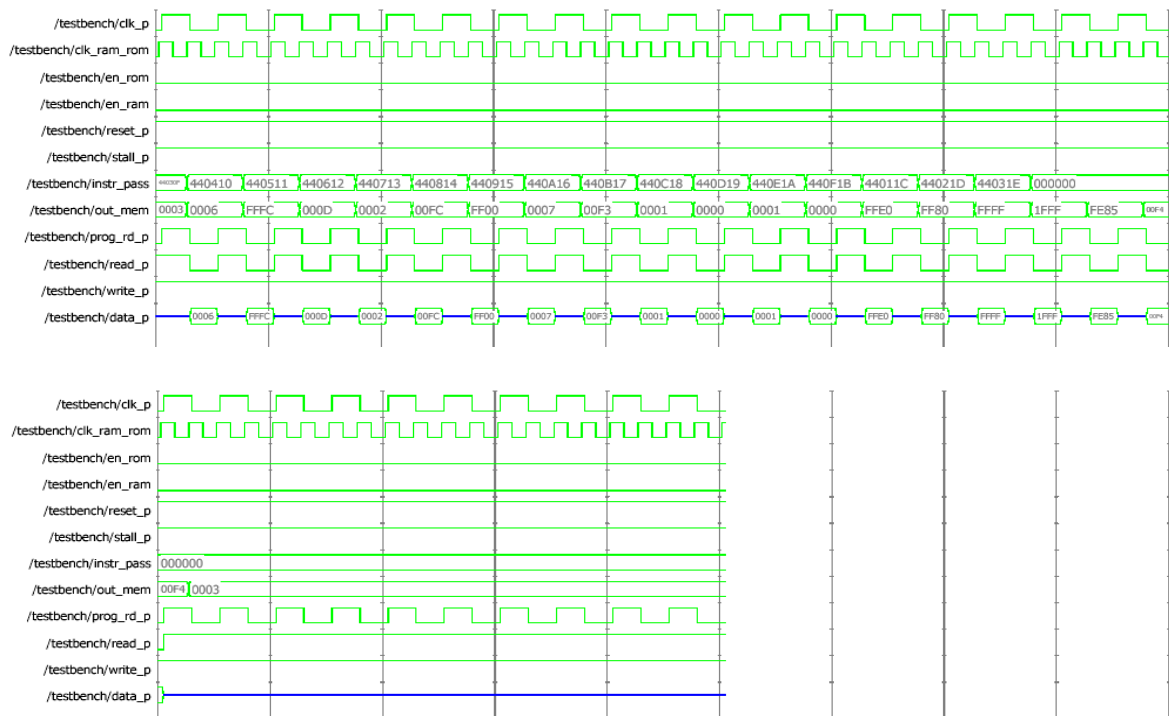 /testbench/clk_p
/testbench/clk_ram_rom
/testbench/en_rom
/testbench/en_ram
/testbench/reset_p
/testbench/stall_p
/testbench/instr_pass 440410 440511 440612 440713 440814 440915 440A16 440B17 440C18 440D19 440E1A 440F1B 44011C 44021D 44031E 000000
/testbench/out_mem 0003 0006 FFFC 000D 0002 00FC FF00 0007 00F3 0001 0000 0001 0000 FFE0 FF80 FFFF 1FFF FE85 00F4
/testbench/prog_rd_p
/testbench/read_p
/testbench/write_p
/testbench/data_p 0006 FFFC 000D 0002 00FC FF00 0007 00F3 0001 0000 0001 0000 FFE0 FF80 FFFF 1FFF FE85 00F4
/testbench/clk_p
/testbench/clk_ram_rom
/testbench/en_rom
/testbench/en_ram
/testbench/reset_p
/testbench/stall_p
/testbench/instr_pass 000000
/testbench/out_mem 00F4 0003
/testbench/prog_rd_p
/testbench/read_p
/testbench/write_p
/testbench/data_p